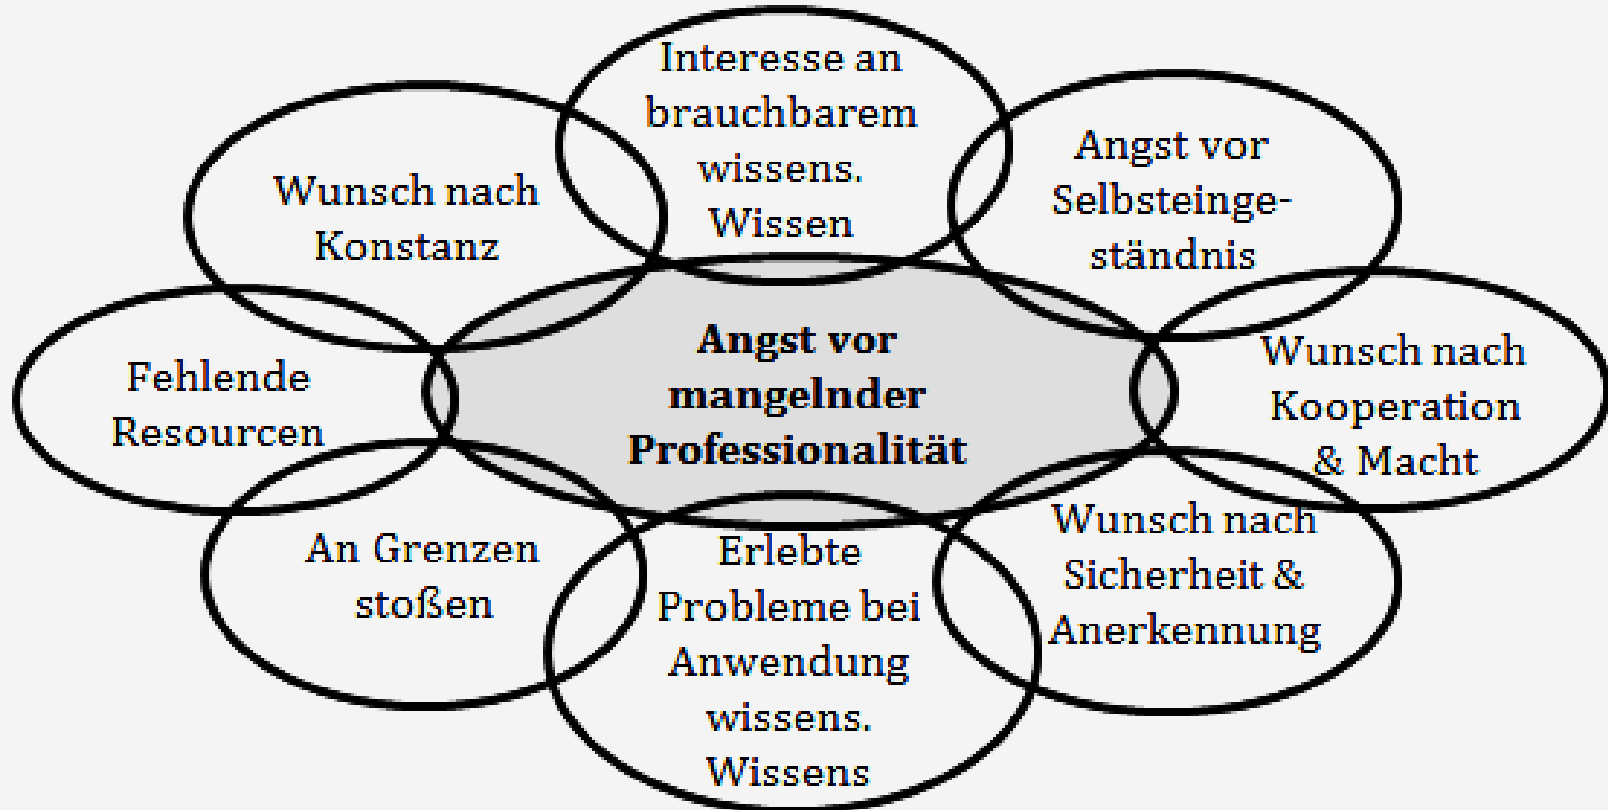 Interesse an
brauchbarem
wissens.
Wissen
Angst vor
Selbsteinge-
ständnis
Wunsch nach
Konstanz
Fehlende
Resourcen
Angst vor
mangelnder
Professionalität
Wunsch nach
Kooperation
& Macht
An Grenzen
stoßen
Erlebte
Probleme bei
Anwendung
wissens.
Wissens
Wunsch nach
Sicherheit &
Anerkennung